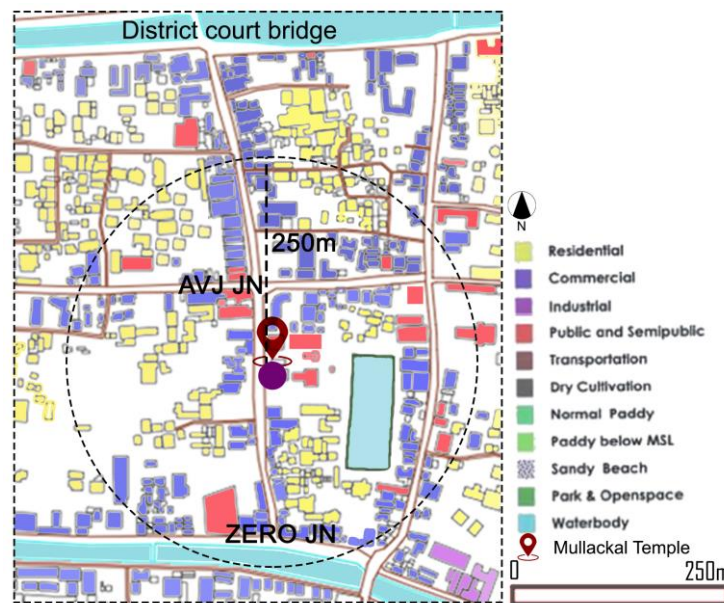 District court bridge
250m
AVJ JN
ZERO JN
N
Residential
Commercial
Industrial
Public and Semipublic
Transportation
Dry Cultivation
Normal Paddy
Paddy below MSL
Sandy Beach
Park & Openspace
Waterbody
Mullackal Temple
0 250m